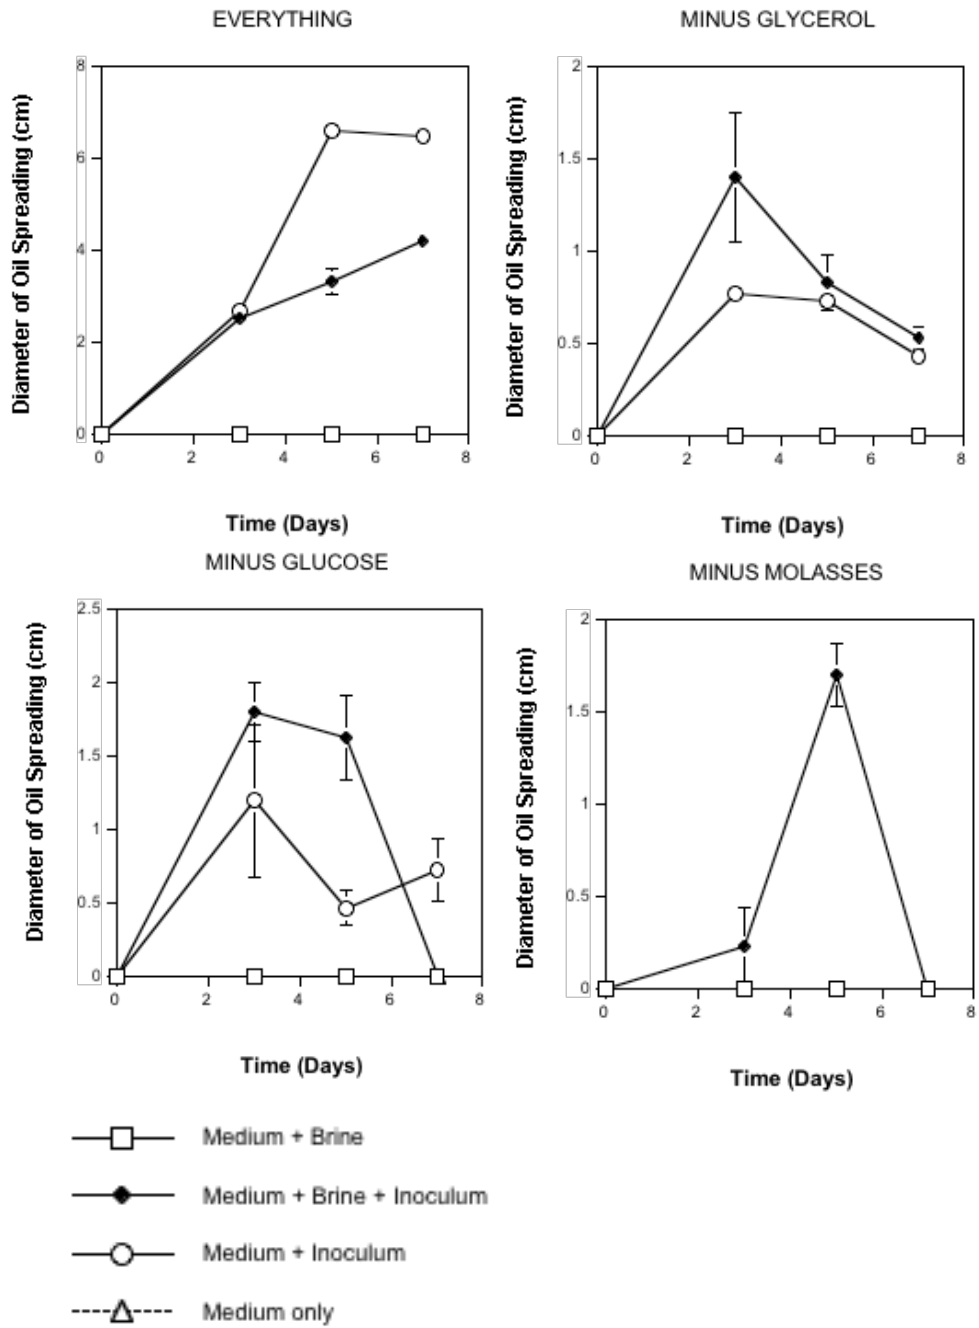 EVERYTHING
Diameter of Oil Spreading (cm)
8
6
4
2
0
0 2 4 6 8
Time (Days)
MINUS GLYCEROL
Diameter of Oil Spreading (cm)
2
1.5
1
0.5
0
0 2 4 6 8
Time (Days)
MINUS GLUCOSE
Diameter of Oil Spreading (cm)
2.5
2
1.5
1
0.5
0
0 2 4 6 8
Time (Days)
MINUS MOLASSES
Diameter of Oil Spreading (cm)
2
1.5
1
0.5
0
0 2 4 6 8
Time (Days)
Medium + Brine
Medium + Brine + Inoculum
Medium + Inoculum
Medium only